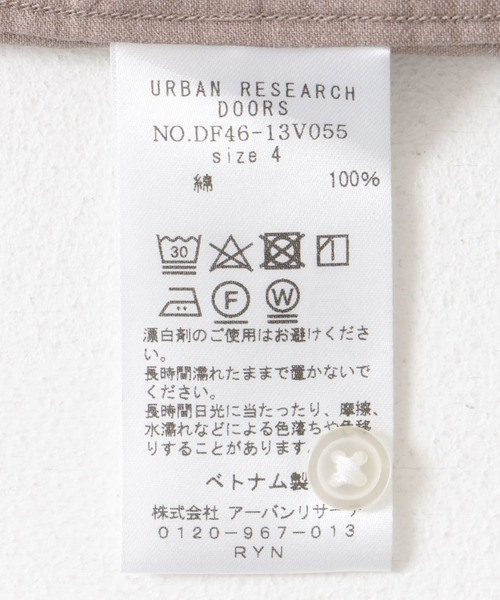 URBAN RESEARCH
DOORS
NO.DF46-13V055
size 4
綿 100%
30
F W
漂白剤のご使用はお避けくださ
い。
長時間濡れたままで置かないで
ください。
長時間日光に当たったり、摩擦、
水濡れなどによる色落ちや色移
りすることがあります。
ベトナム製
株式会社 アーバンリサーチ
0120-967-013
RYN